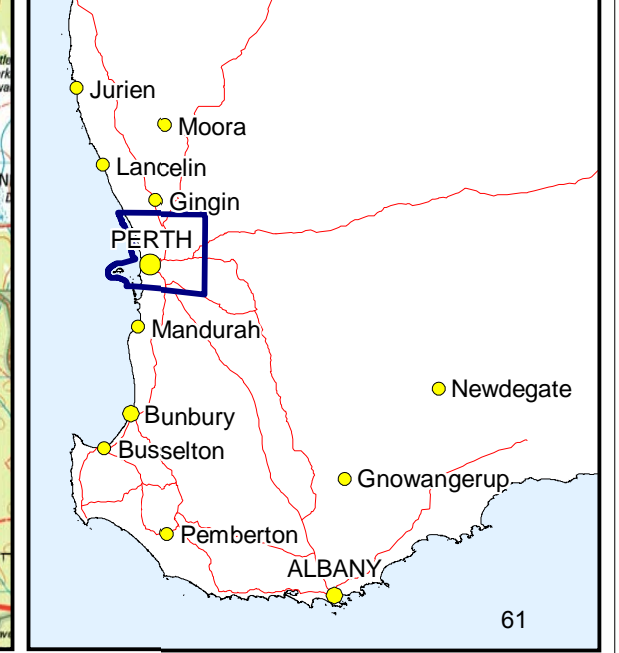 Jurien
Moora
Lancelin
Gingin
PERTH
Mandurah
Newdegate
Bunbury
Busselton
Gnowangerup
Pemberton
ALBANY
61